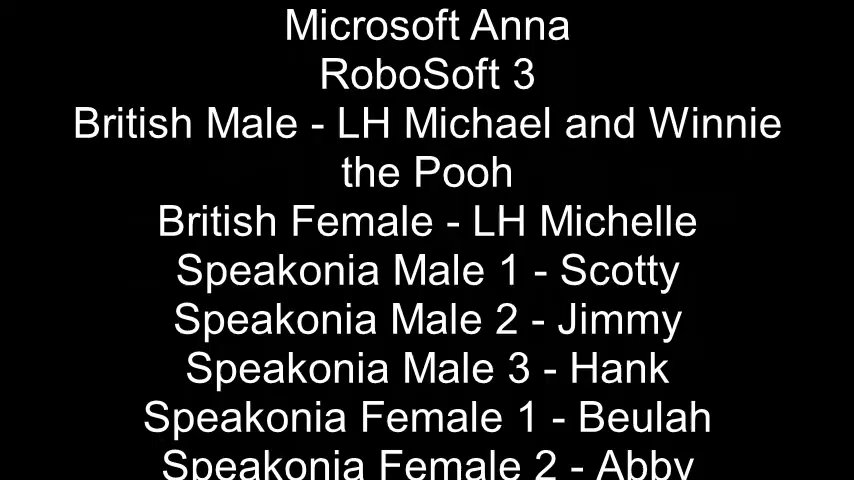 Microsoft Anna
RoboSoft 3
British Male - LH Michael and Winnie
the Pooh
British Female - LH Michelle
Speakonia Male 1 - Scotty
Speakonia Male 2 - Jimmy
Speakonia Male 3 - Hank
Speakonia Female 1 - Beulah
Speakonia Female 2 - Abby